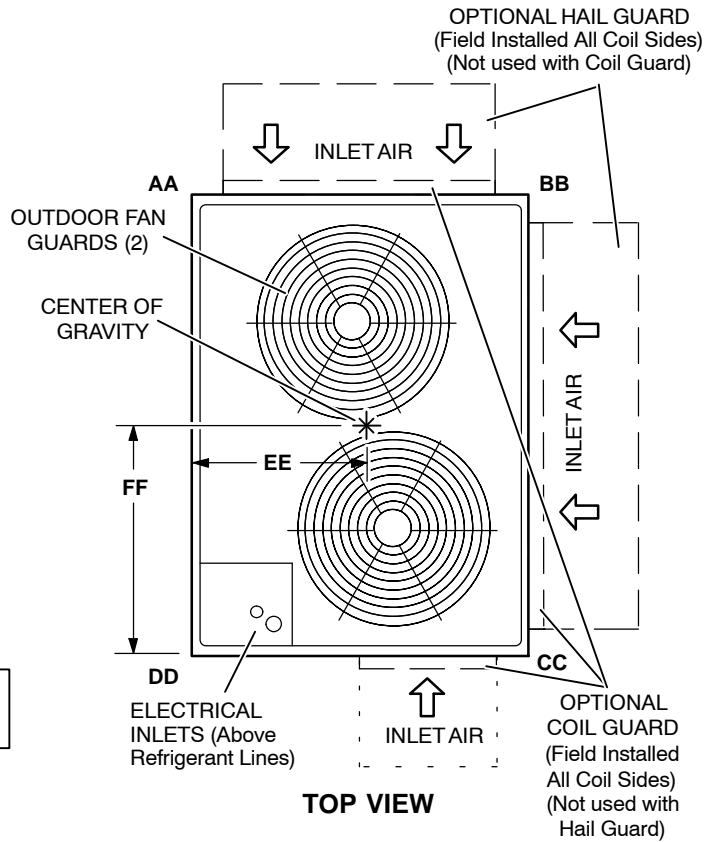 OPTIONAL HAIL GUARD
(Field Installed All Coil Sides)
(Not used with Coil Guard)
INLET AIR
AA
BB
OUTDOOR FAN
GUARDS (2)
CENTER OF
GRAVITY
INLET AIR
EE
FF
DD
CC
ELECTRICAL
INLETS (Above
Refrigerant Lines)
INLET AIR
OPTIONAL
COIL GUARD
(Field Installed
All Coil Sides)
(Not used with
Hail Guard)
TOP VIEW